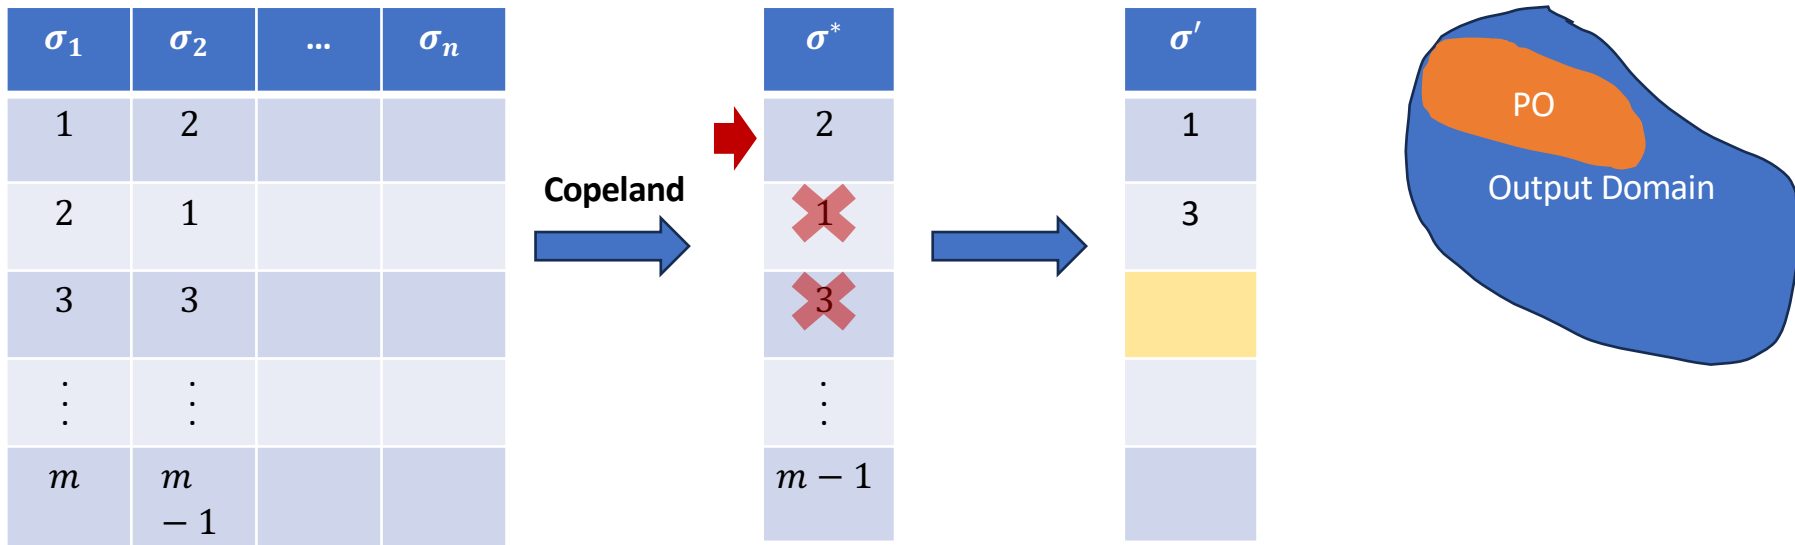 σ₁ σ₂ ... σₙ
1 2
2 1
3 3
⋮ ⋮
m m
− 1
Copeland
σ*
2
1
3
⋮
m − 1
σ′
1
3
PO
Output Domain